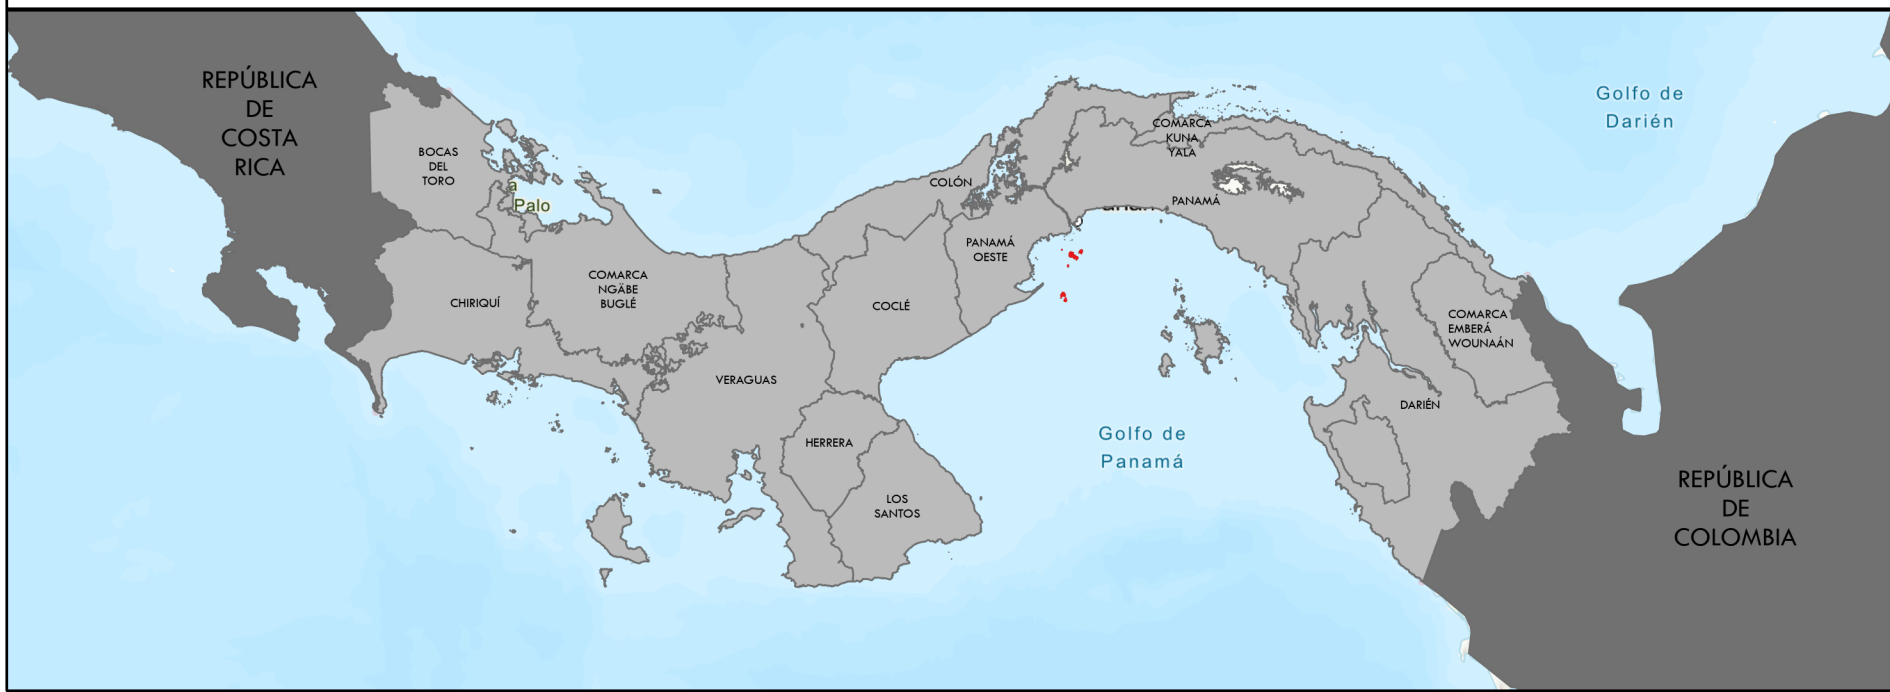 REPÚBLICA
DE
COSTA
RICA
BOCAS
DEL
TORO
a
Palo
CHIRIQUÍ
COMARCA
NGÄBE
BUGLÉ
VERAGUAS
HERRERA
LOS
SANTOS
COCLÉ
COLÓN
PANAMÁ
OESTE
COMARCA
KUNA
YALA
PANAMÁ
Golfo de
Darién
COMARCA
EMBERÁ
WOUNAÁN
DARIÉN
Golfo de
Panamá
REPÚBLICA
DE
COLOMBIA